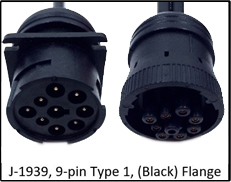 J-1939, 9-pin Type 1, (Black) Flange